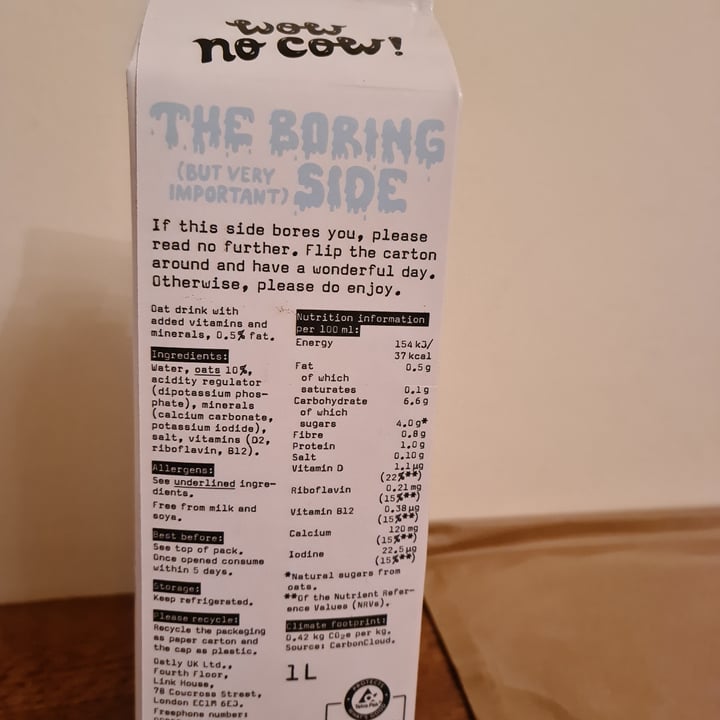 wow
no cow!
THE BORING
(BUT VERY
IMPORTANT) SIDE
If this side bores you, please
read no further. Flip the carton
around and have a wonderful day.
Otherwise, please do enjoy.
Oat drink with
added vitamins and
minerals, 0.5% fat.
Ingredients:
Water, oats 10%,
acidity regulator
(dipotassium phos-
phate), minerals
(calcium carbonate,
potassium iodide),
salt, vitamins (D2,
riboflavin, B12).
Allergens:
See underlined ingre-
dients.
Free from milk and
soya.
Best before:
See top of pack.
Once opened consume
within 5 days.
Storage:
Keep refrigerated.
Please recycle:
Recycle the packaging
as paper carton and
the cap as plastic.
Oatly UK Ltd.,
Fourth Floor,
Link House,
78 Cowcross Street,
London EC1M 6EJ.
Freephone number:
Nutrition information
per 100 ml:
Energy 154 kJ/
37 kcal
Fat 0.5 g
of which
saturates 0.1 g
Carbohydrate 6.6 g
of which
sugars 4.0 g*
Fibre 0.8 g
Protein 1.0 g
Salt 0.10 g
Vitamin D 1.1 µg
(22%**)
Riboflavin 0.21 mg
(15%**)
Vitamin B12 0.38 µg
(15%**)
Calcium 120 mg
(15%**)
Iodine 22.5 µg
(15%**)
*Natural sugars from
oats.
**Of the Nutrient Refer-
ence Values (NRVs).
Climate footprint:
0.42 kg CO₂e per kg.
Source: CarbonCloud.
1 L
PROTECTS
Tetra Pak